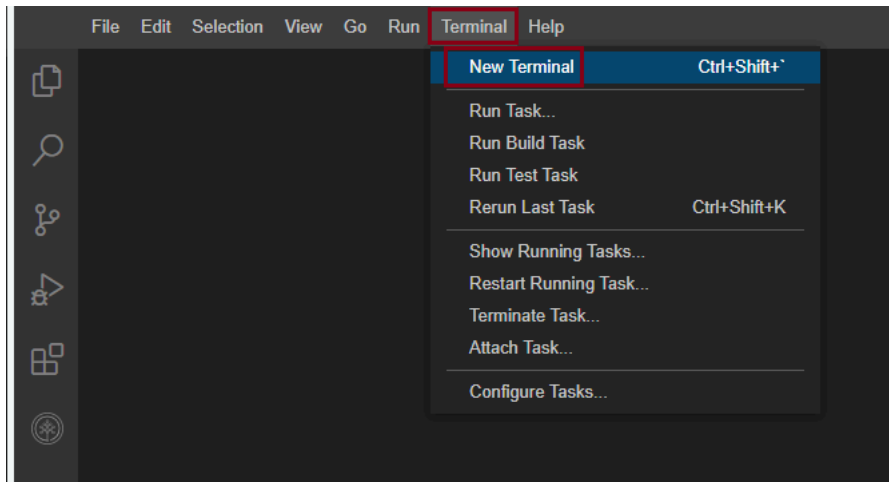 File Edit Selection View Go Run Terminal Help
New Terminal Ctrl+Shift+`
Run Task...
Run Build Task
Run Test Task
Rerun Last Task Ctrl+Shift+K
Show Running Tasks...
Restart Running Task...
Terminate Task...
Attach Task...
Configure Tasks...